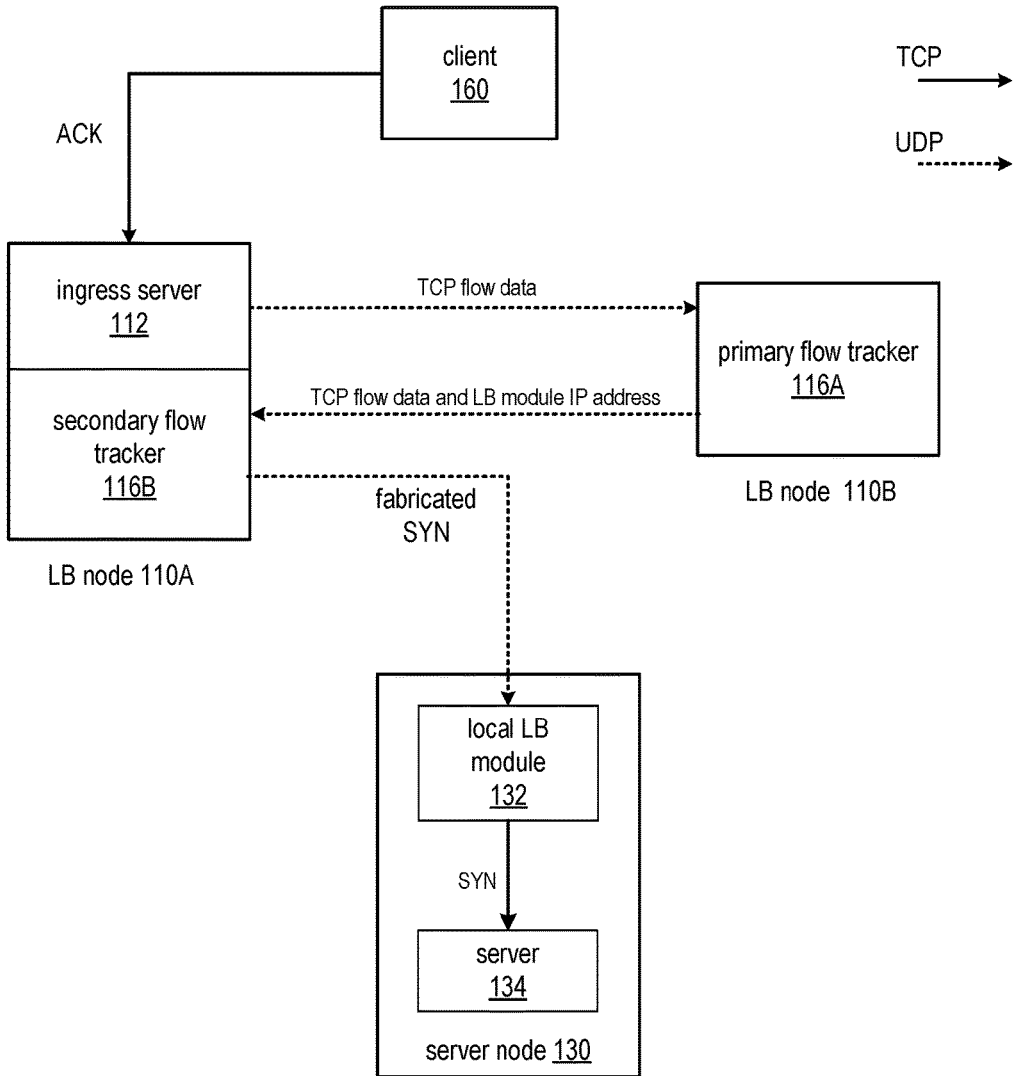 client
160
TCP
UDP
ACK
ingress server
112
TCP flow data
primary flow tracker
116A
TCP flow data and LB module IP address
secondary flow
tracker
116B
fabricated
SYN
LB node 110B
LB node 110A
local LB
module
132
SYN
server
134
server node 130